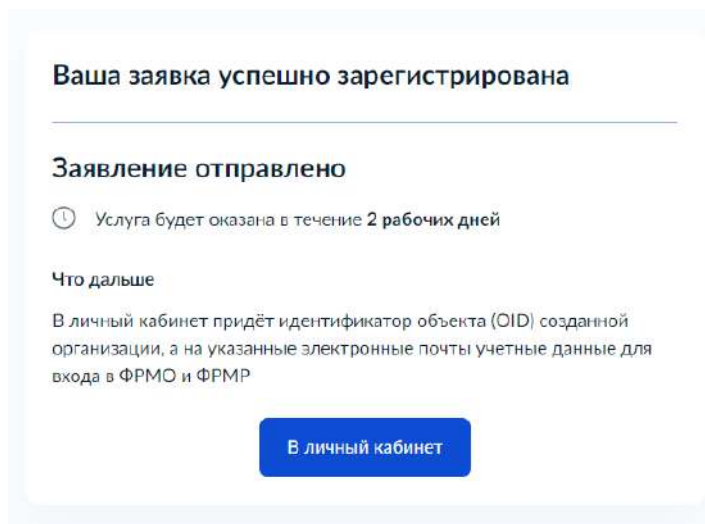 Ваша заявка успешно зарегистрирована
Заявление отправлено
Услуга будет оказана в течение 2 рабочих дней
Что дальше
В личный кабинет придёт идентификатор объекта (OID) созданной
организации, а на указанные электронные почты учетные данные для
входа в ФРМО и ФРМР
В личный кабинет